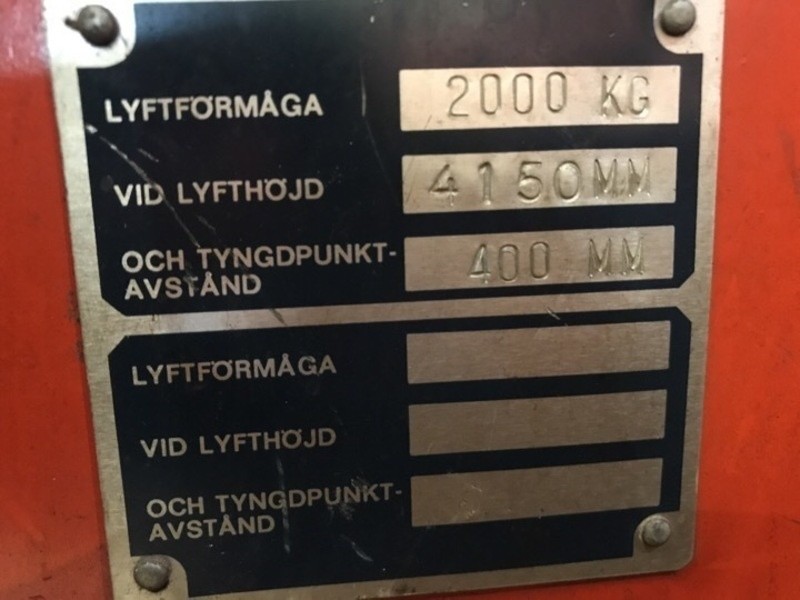 LYFTFÖRMÅGA 2000 KG
VID LYFTHÖJD 4150MM
OCH TYNGDPUNKT- 400 MM
AVSTÅND
LYFTFÖRMÅGA
VID LYFTHÖJD
OCH TYNGDPUNKT-
AVSTÅND